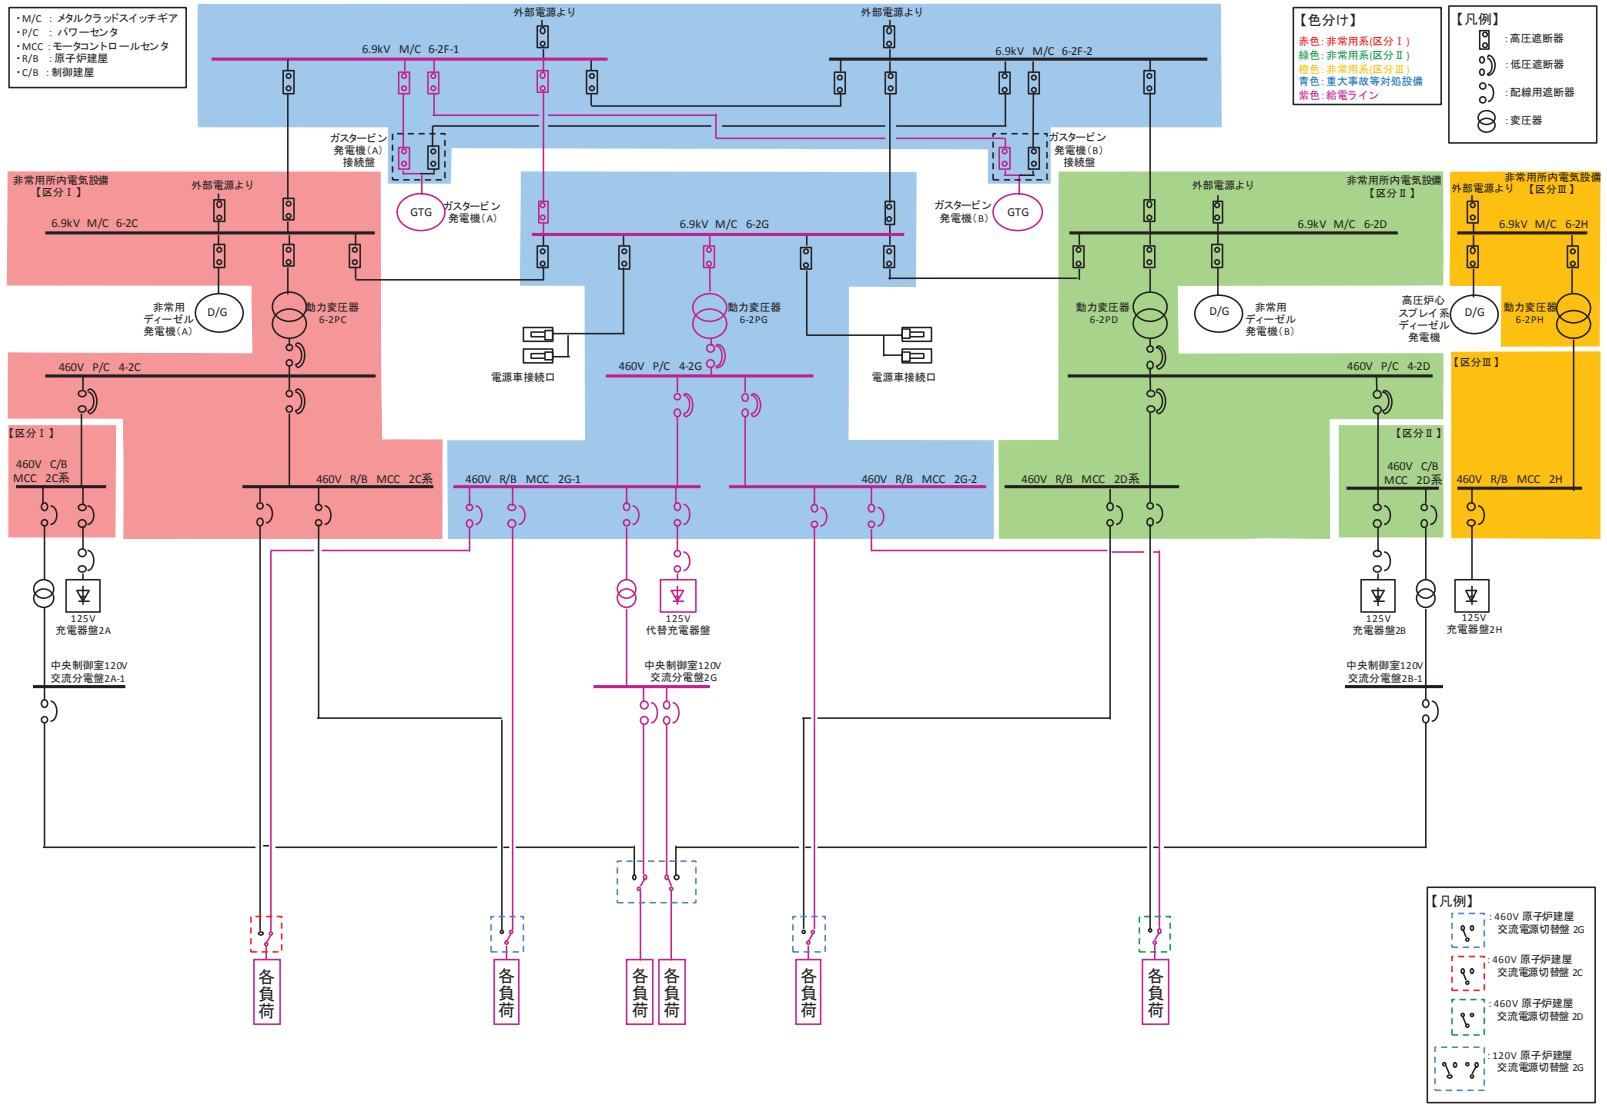 ・M/C ： メタルクラッドスイッチギア
・P/C ： パワーセンタ
・MCC ：モータコントロールセンタ
・R/B ： 原子炉建屋
・C/B ： 制御建屋
外部電源より
外部電源より
6.9kV M/C 6-2F-1
6.9kV M/C 6-2F-2
【色分け】
赤色：非常用系(区分Ⅰ)
緑色：非常用系(区分Ⅱ)
橙色：非常用系(区分Ⅲ)
青色：重大事故等対処設備
紫色：給電ライン
【凡例】
：高圧遮断器
：低圧遮断器
：配線用遮断器
：変圧器
ガスタービン
発電機(A)
接続盤
ガスタービン
発電機(B)
接続盤
GTG
ガスタービン
発電機(A)
ガスタービン
発電機(B)
GTG
非常用所内電気設備
【区分Ⅰ】
外部電源より
6.9kV M/C 6-2C
6.9kV M/C 6-2G
非常用所内電気設備
【区分Ⅱ】
外部電源より
6.9kV M/C 6-2D
非常用所内電気設備
【区分Ⅲ】
外部電源より
6.9kV M/C 6-2H
非常用
ディーゼル
発電機(A)
D/G
動力変圧器
6-2PC
動力変圧器
6-2PG
動力変圧器
6-2PD
D/G
非常用
ディーゼル
発電機(B)
高圧炉心
スプレイ系
ディーゼル
発電機
D/G
動力変圧器
6-2PH
電源車接続口
電源車接続口
460V P/C 4-2C
460V P/C 4-2G
460V P/C 4-2D
【区分Ⅲ】
【区分Ⅰ】
【区分Ⅱ】
460V C/B
MCC 2C系
460V R/B MCC 2C系
460V R/B MCC 2G-1
460V R/B MCC 2G-2
460V R/B MCC 2D系
460V C/B
MCC 2D系
460V R/B MCC 2H
125V
充電器盤2A
125V
代替充電器盤
125V
充電器盤2B
125V
充電器盤2H
中央制御室120V
交流分電盤2A-1
中央制御室120V
交流分電盤2G
中央制御室120V
交流分電盤2B-1
各負荷
各負荷
各負荷
各負荷
各負荷
各負荷
【凡例】
：460V 原子炉建屋
交流電源切替盤 2G
：460V 原子炉建屋
交流電源切替盤 2C
：460V 原子炉建屋
交流電源切替盤 2D
：120V 原子炉建屋
交流電源切替盤 2G